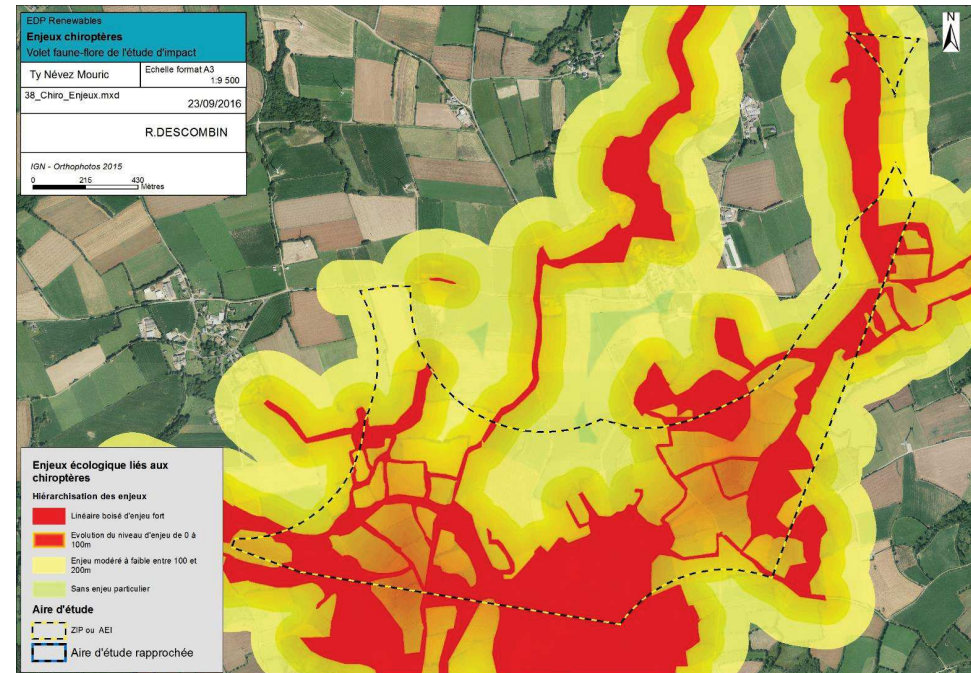 EDP Renewables
Enjeux chiroptères
Volet faune-flore de l'étude d'impact
Ty Névez Mouric
Echelle format A3
1:9 500
38_Chiro_Enjeux.mxd
23/09/2016
R.DESCOMBIN
IGN - Orthophotos 2015
0 215 430
Mètres
N
Enjeux écologique liés aux
chiroptères
Hiérarchisation des enjeux
Linéaire boisé d'enjeu fort
Evolution du niveau d'enjeu de 0 à
100m
Enjeu modéré à faible entre 100 et
200m
Sans enjeu particulier
Aire d'étude
ZIP ou AEI
Aire d'étude rapprochée